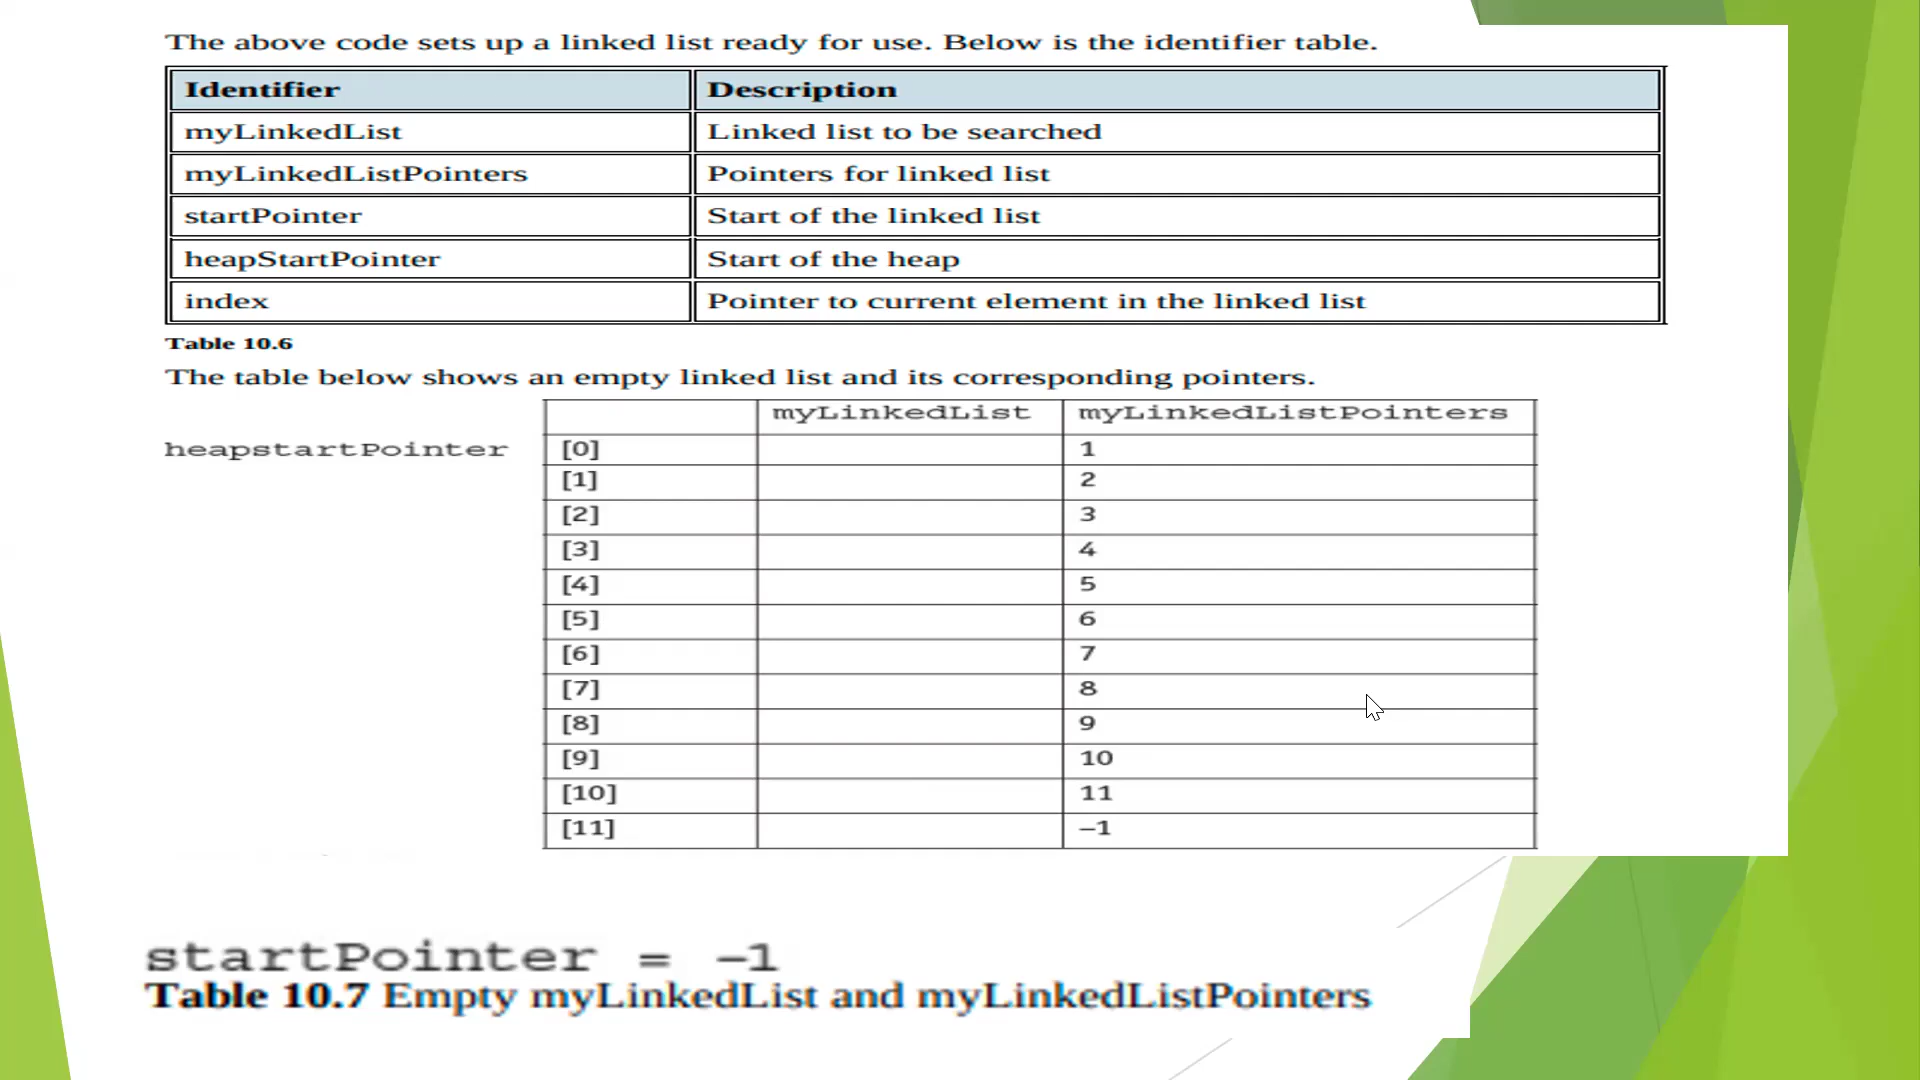 The above code sets up a linked list ready for use. Below is the identifier table.
Identifier Description
myLinkedList Linked list to be searched
myLinkedListPointers Pointers for linked list
startPointer Start of the linked list
heapStartPointer Start of the heap
index Pointer to current element in the linked list
Table 10.6
The table below shows an empty linked list and its corresponding pointers.
myLinkedList myLinkedListPointers
heapstartPointer [0] 1
[1] 2
[2] 3
[3] 4
[4] 5
[5] 6
[6] 7
[7] 8
[8] 9
[9] 10
[10] 11
[11] –1
startPointer = –1
Table 10.7 Empty myLinkedList and myLinkedListPointers